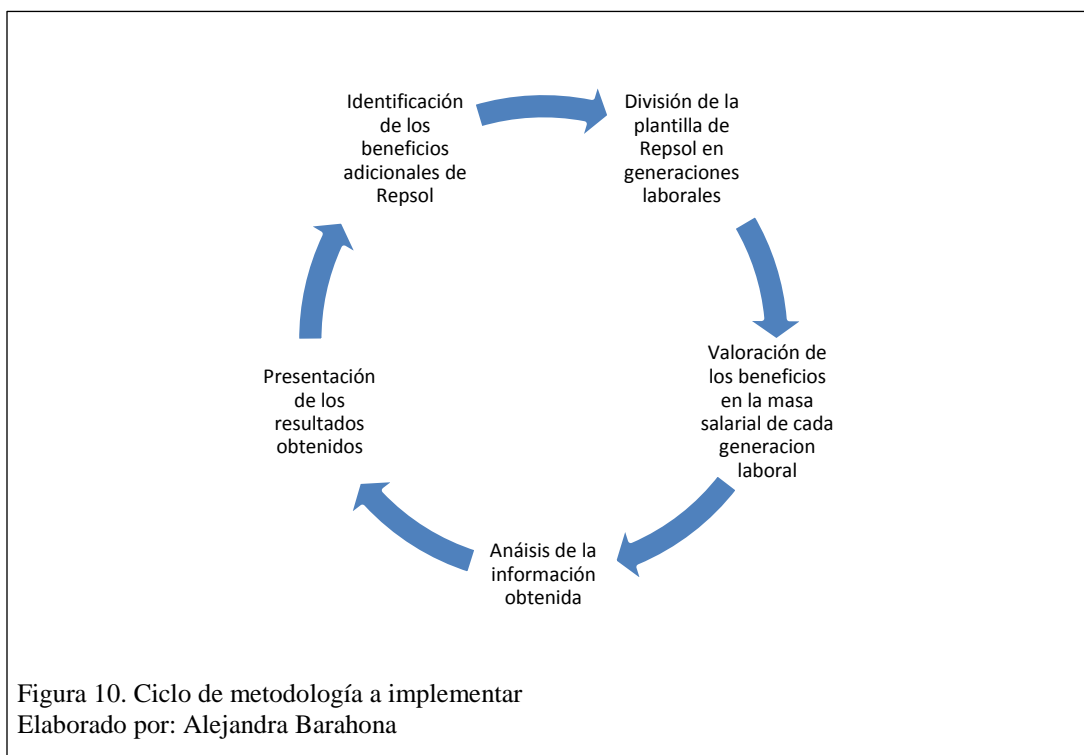 Identificación
de los
beneficios
adicionales de
Repsol
División de la
plantilla de
Repsol en
generaciones
laborales
Valoración de
los beneficios
en la masa
salarial de cada
generacion
laboral
Anáisis de la
información
obtenida
Presentación
de los
resultados
obtenidos
Figura 10. Ciclo de metodología a implementar
Elaborado por: Alejandra Barahona